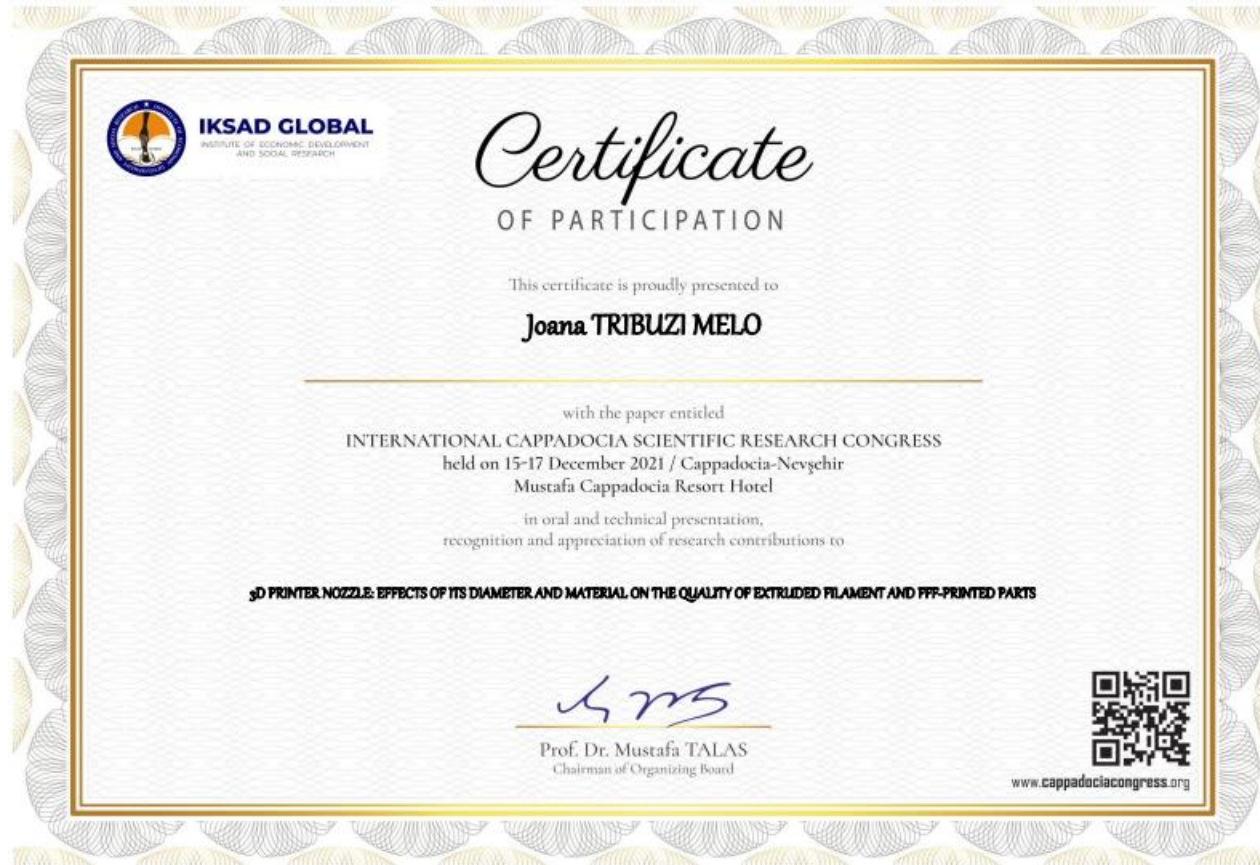 IKSAD GLOBAL
INSTITUTE OF ECONOMIC DEVELOPMENT
AND SOCIAL RESEARCH
Certificate
OF PARTICIPATION
This certificate is proudly presented to
Joana TRIBUZI MELO
with the paper entitled
INTERNATIONAL CAPPADOCIA SCIENTIFIC RESEARCH CONGRESS
held on 15-17 December 2021 / Cappadocia-Nevşehir
Mustafa Cappadocia Resort Hotel
in oral and technical presentation,
recognition and appreciation of research contributions to
3D PRINTER NOZZLE: EFFECTS OF ITS DIAMETER AND MATERIAL ON THE QUALITY OF EXTRUDED FILAMENT AND FFF-PRINTED PARTS
Prof. Dr. Mustafa TALAS
Chairman of Organizing Board
www.cappadociacongress.org